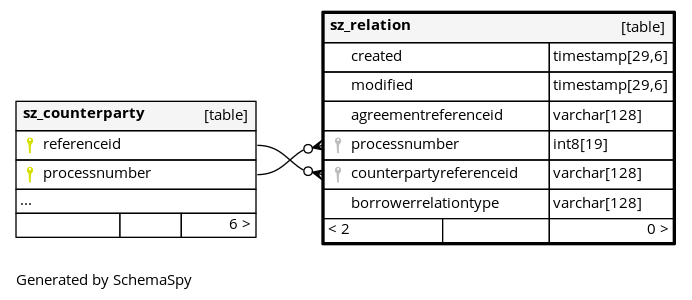 sz_relation [table]
created timestamp[29,6]
modified timestamp[29,6]
agreementreferenceid varchar[128]
processnumber int8[19]
counterpartyreferenceid varchar[128]
borrowerrelationtype varchar[128]
< 2 0 >
sz_counterparty [table]
referenceid
processnumber
...
6 >
Generated by SchemaSpy